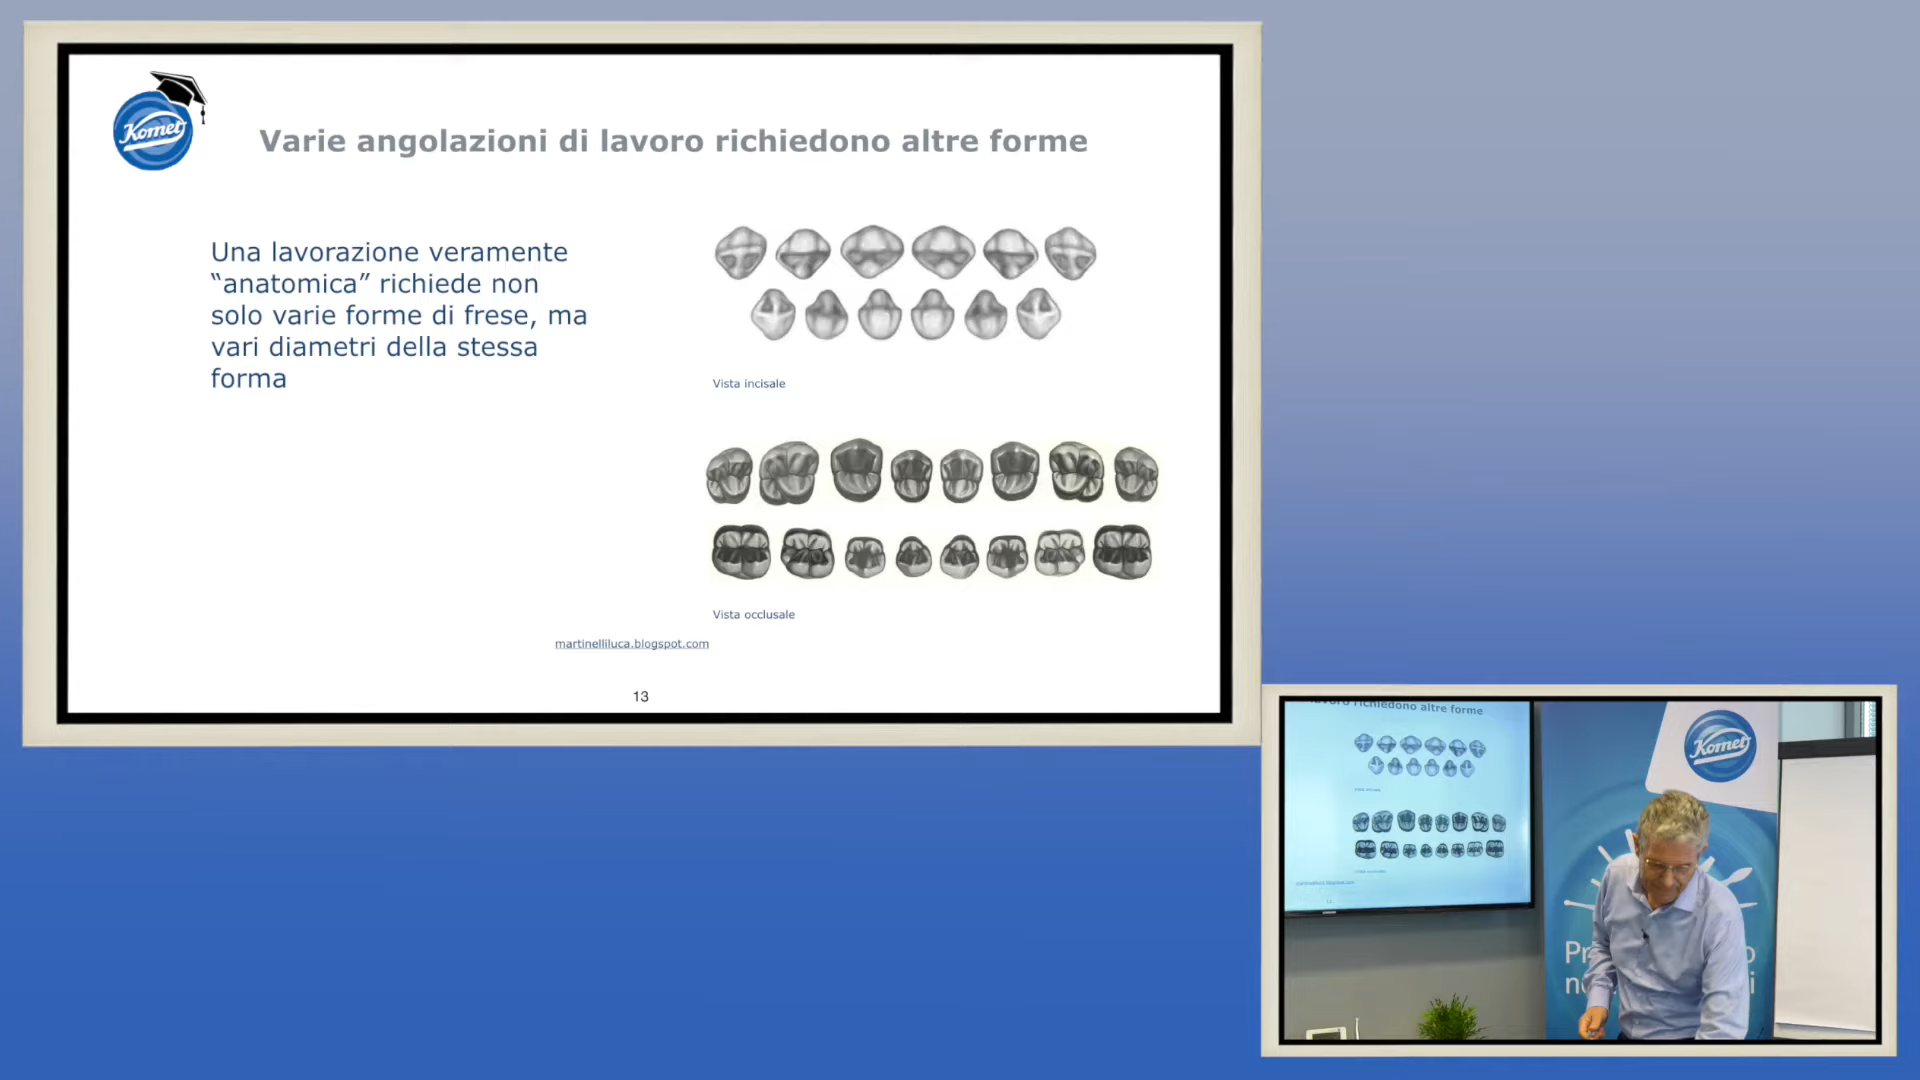 Komet
Varie angolazioni di lavoro richiedono altre forme
Una lavorazione veramente
“anatomica” richiede non
solo varie forme di frese, ma
vari diametri della stessa
forma
Vista incisale
Vista occlusale
martinelliluca.blogspot.com
13
richiedono altre forme
Komet